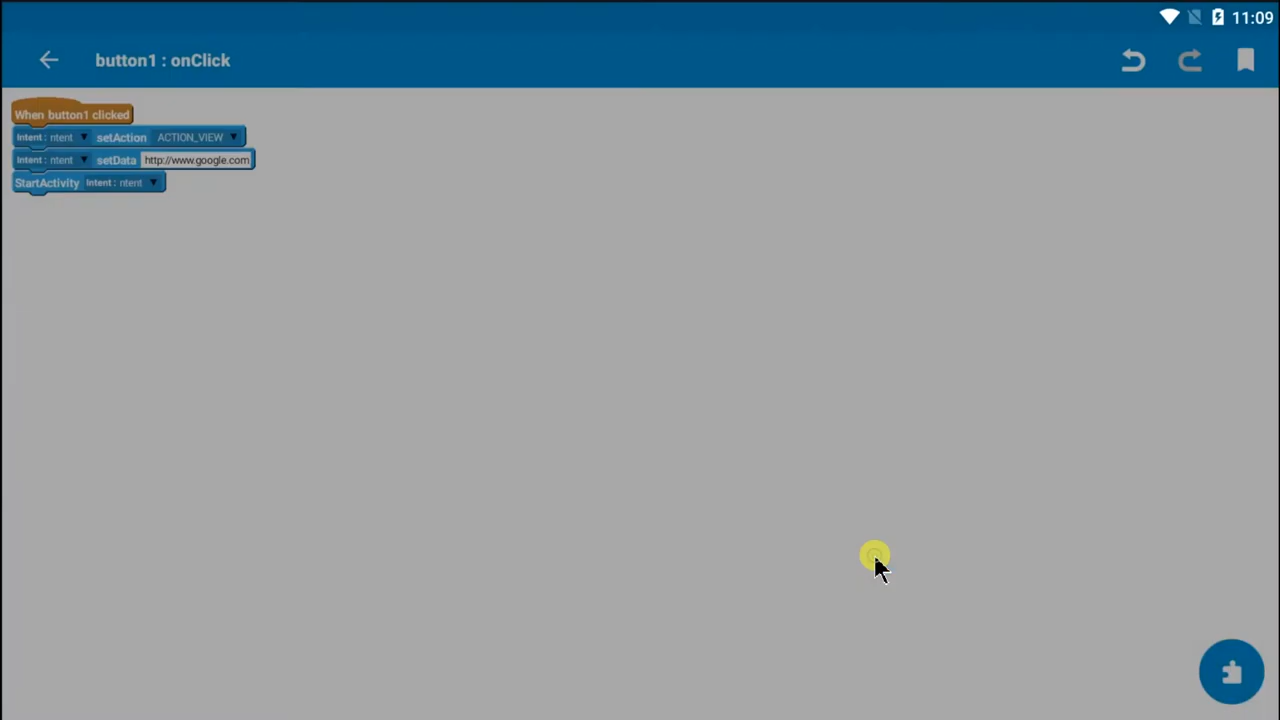 11:09
button1 : onClick
When button1 clicked
Intent : ntent setAction ACTION_VIEW
Intent : ntent setData http://www.google.com
StartActivity Intent : ntent